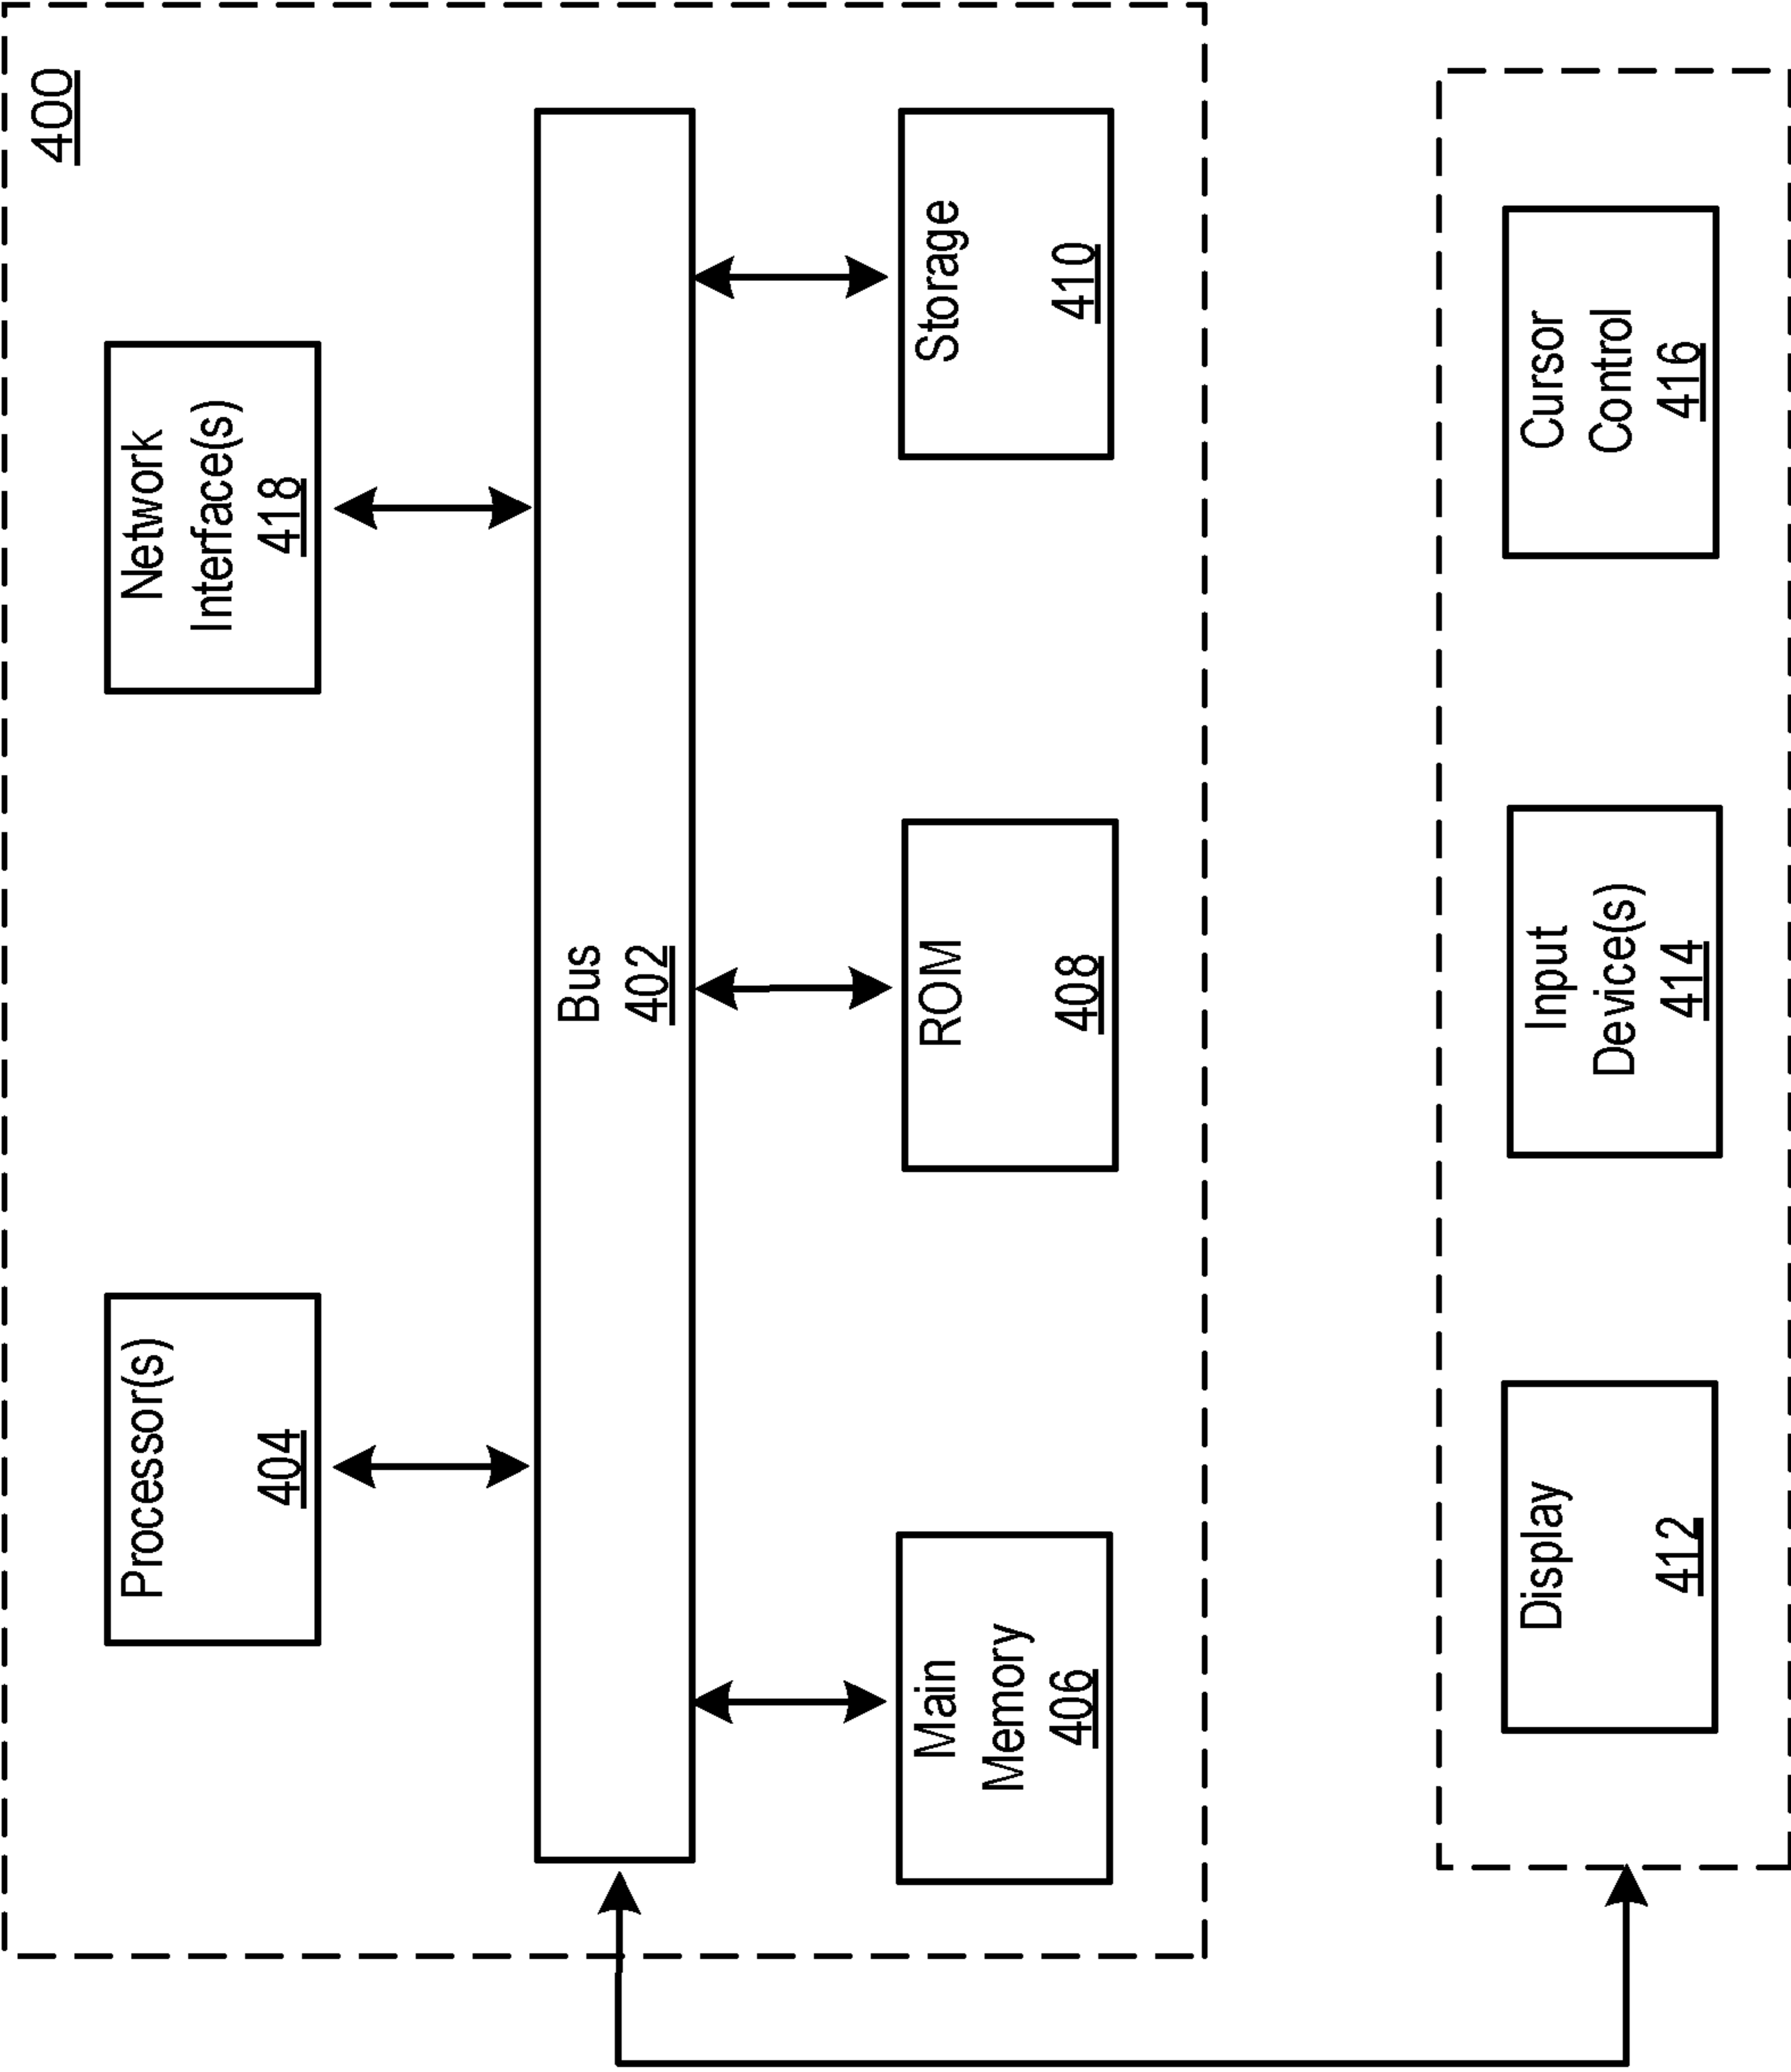 400
Processor(s)
404
Network
Interface(s)
418
Bus
402
Main
Memory
406
ROM
408
Storage
410
Display
412
Input
Device(s)
414
Cursor
Control
416